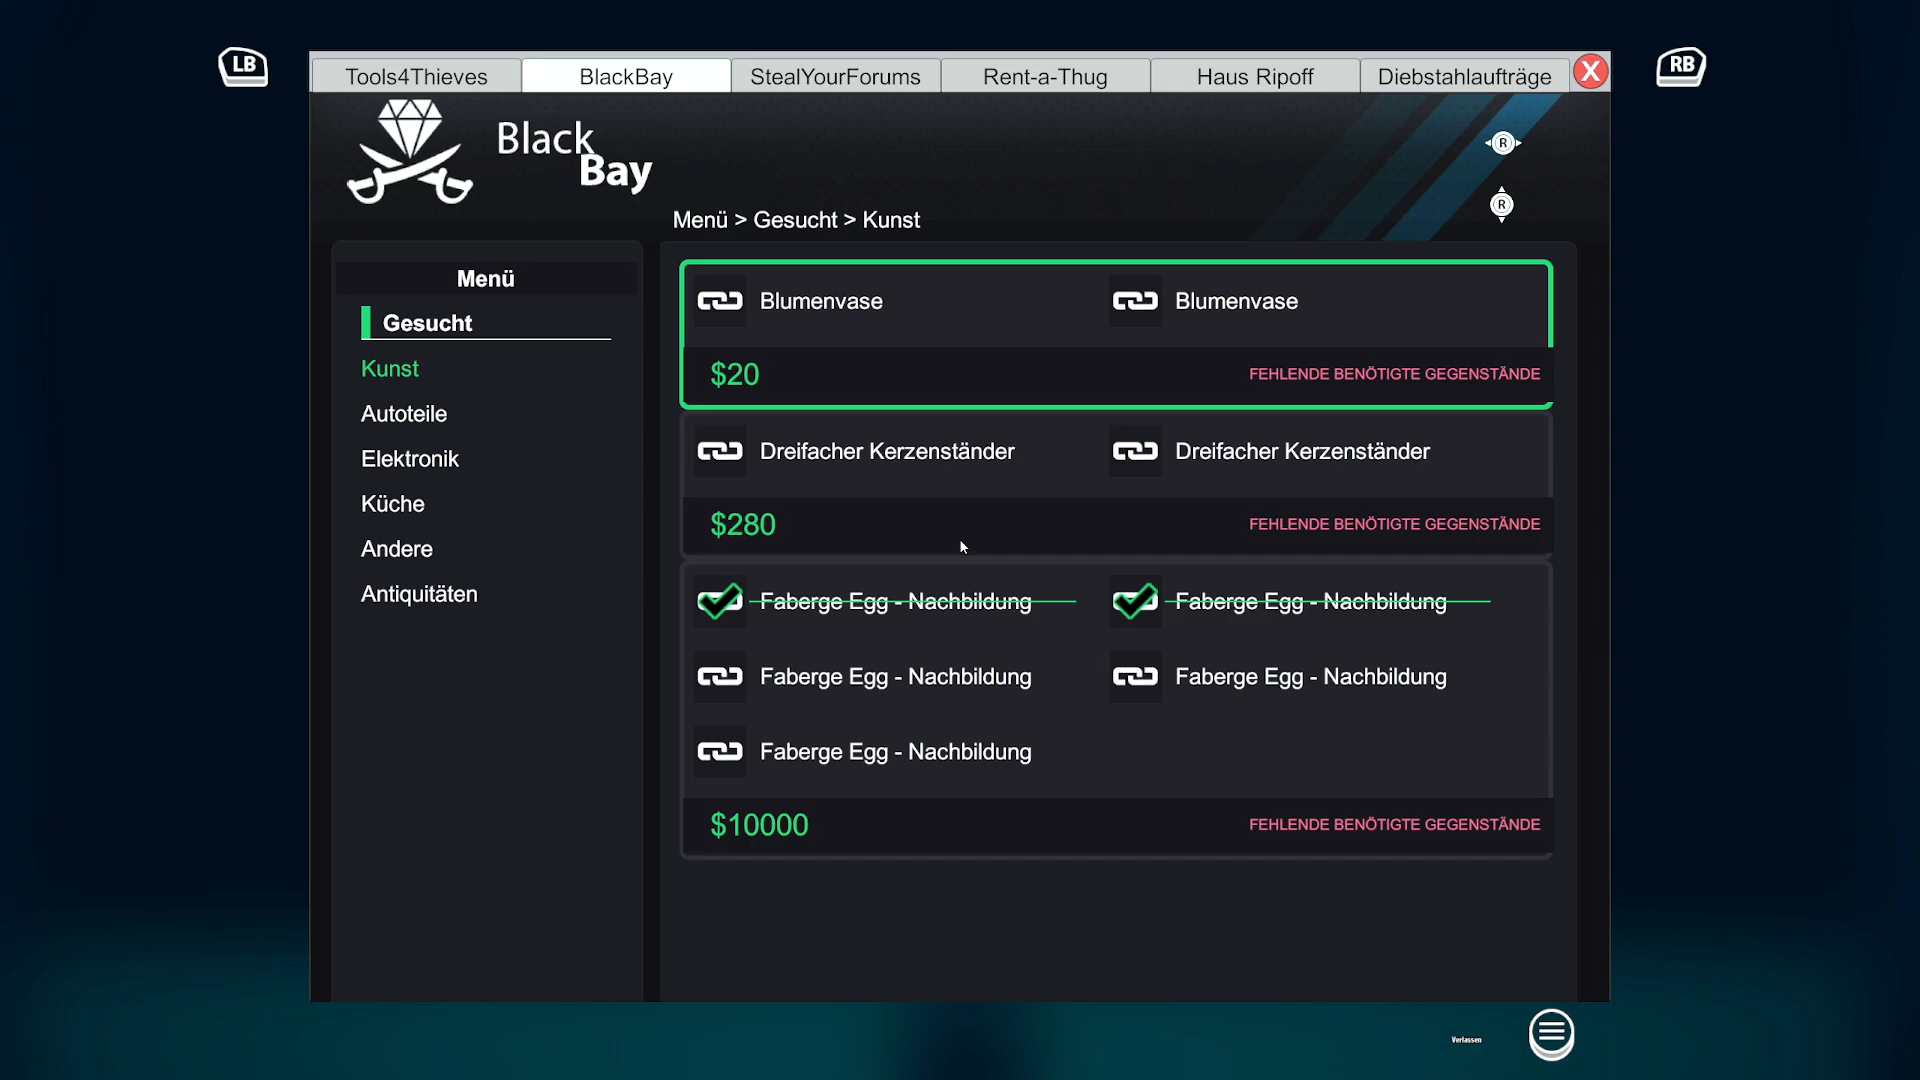 LB
RB
Tools4Thieves
BlackBay
StealYourForums
Rent-a-Thug
Haus Ripoff
Diebstahlaufträge
X
Black
Bay
R
R
Menü > Gesucht > Kunst
Menü
Gesucht
Kunst
Autoteile
Elektronik
Küche
Andere
Antiquitäten
Blumenvase
Blumenvase
$20
FEHLENDE BENÖTIGTE GEGENSTÄNDE
Dreifacher Kerzenständer
Dreifacher Kerzenständer
$280
FEHLENDE BENÖTIGTE GEGENSTÄNDE
Faberge Egg - Nachbildung
Faberge Egg - Nachbildung
Faberge Egg - Nachbildung
Faberge Egg - Nachbildung
Faberge Egg - Nachbildung
$10000
FEHLENDE BENÖTIGTE GEGENSTÄNDE
Verlassen